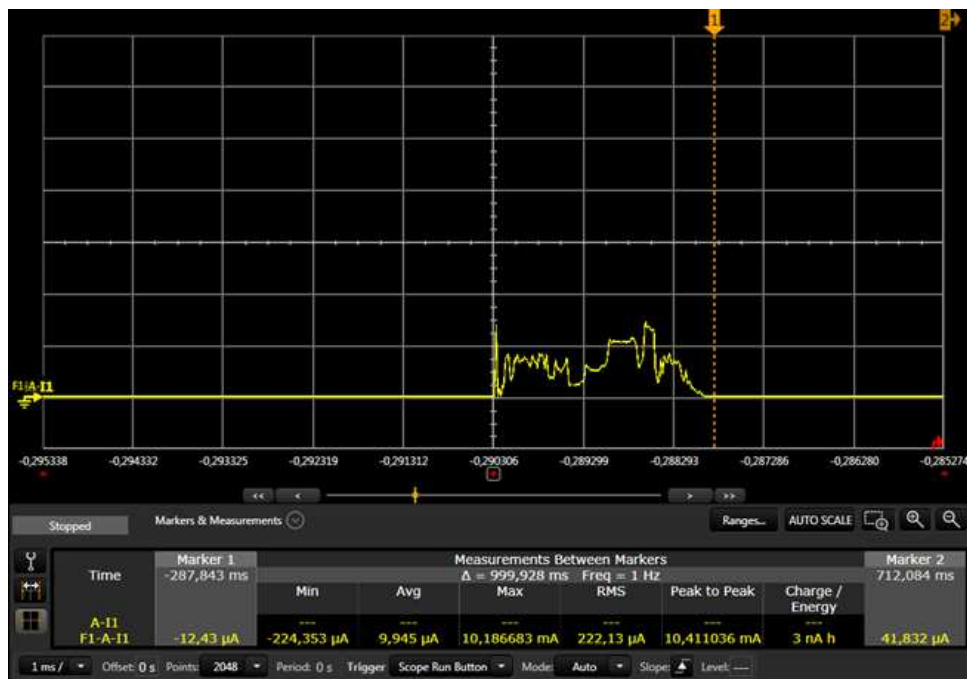 1 2
F1-A-I1
-0,295338 -0,294332 -0,293325 -0,292319 -0,291312 -0,290306 -0,289299 -0,288293 -0,287286 -0,286280 -0,285274
<< < > >>
Stopped Markers & Measurements Ranges... AUTO SCALE
Marker 1 Measurements Between Markers Marker 2
Time -287,843 ms Δ = 999,928 ms Freq = 1 Hz 712,084 ms
Min Avg Max RMS Peak to Peak Charge / Energy
A-I1 --- --- --- --- --- ---
F1-A-I1 -12,43 µA -224,353 µA 9,945 µA 10,186683 mA 222,13 µA 10,411036 mA 3 nA h 41,832 µA
1 ms / Offset: 0 s Points: 2048 Period: 0 s Trigger Scope Run Button Mode: Auto Slope: Level: ---